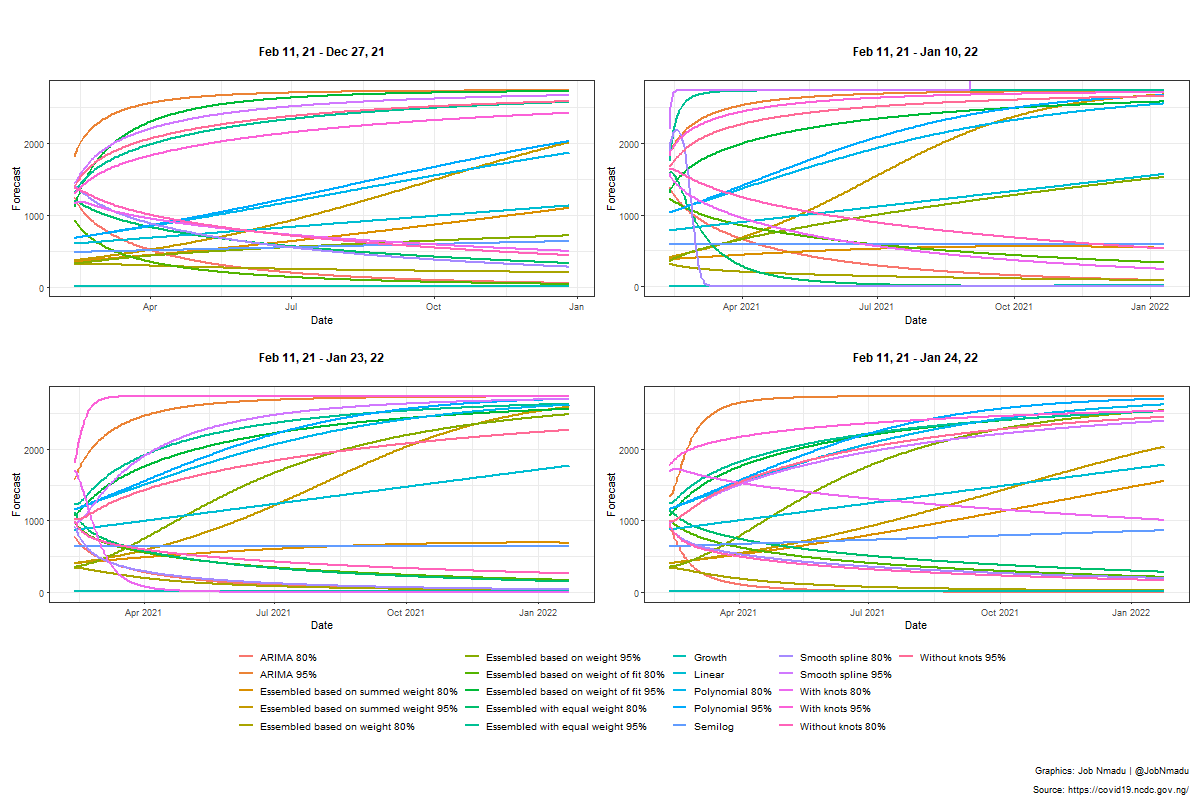 Feb 11, 21 - Dec 27, 21
Feb 11, 21 - Jan 10, 22
Forecast
2000
1000
0
Apr
Jul
Oct
Jan
Date
Forecast
2000
1000
0
Apr 2021
Jul 2021
Oct 2021
Jan 2022
Date
Feb 11, 21 - Jan 23, 22
Feb 11, 21 - Jan 24, 22
Forecast
2000
1000
0
Apr 2021
Jul 2021
Oct 2021
Jan 2022
Date
Forecast
2000
1000
0
Apr 2021
Jul 2021
Oct 2021
Jan 2022
Date
ARIMA 80%
ARIMA 95%
Essembled based on summed weight 80%
Essembled based on summed weight 95%
Essembled based on weight 80%
Essembled based on weight 95%
Essembled based on weight of fit 80%
Essembled based on weight of fit 95%
Essembled with equal weight 80%
Essembled with equal weight 95%
Growth
Linear
Polynomial 80%
Polynomial 95%
Semilog
Smooth spline 80%
Smooth spline 95%
With knots 80%
With knots 95%
Without knots 80%
Without knots 95%
Graphics: Job Nmadu | @JobNmadu
Source: https://covid19.ncdc.gov.ng/